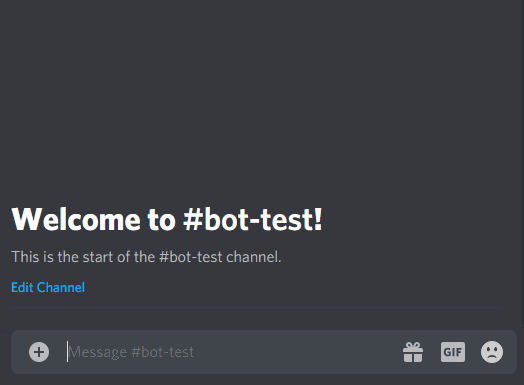 Welcome to #bot-test!
This is the start of the #bot-test channel.
Edit Channel
Message #bot-test
GIF